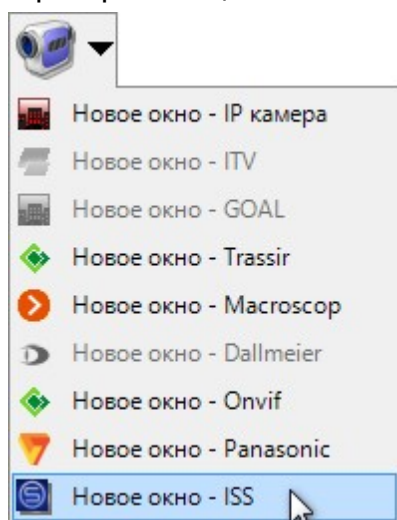 Новое окно - IP камера
Новое окно - ITV
Новое окно - GOAL
Новое окно - Trassir
Новое окно - Macroscop
Новое окно - Dallmeier
Новое окно - Onvif
Новое окно - Panasonic
Новое окно - ISS